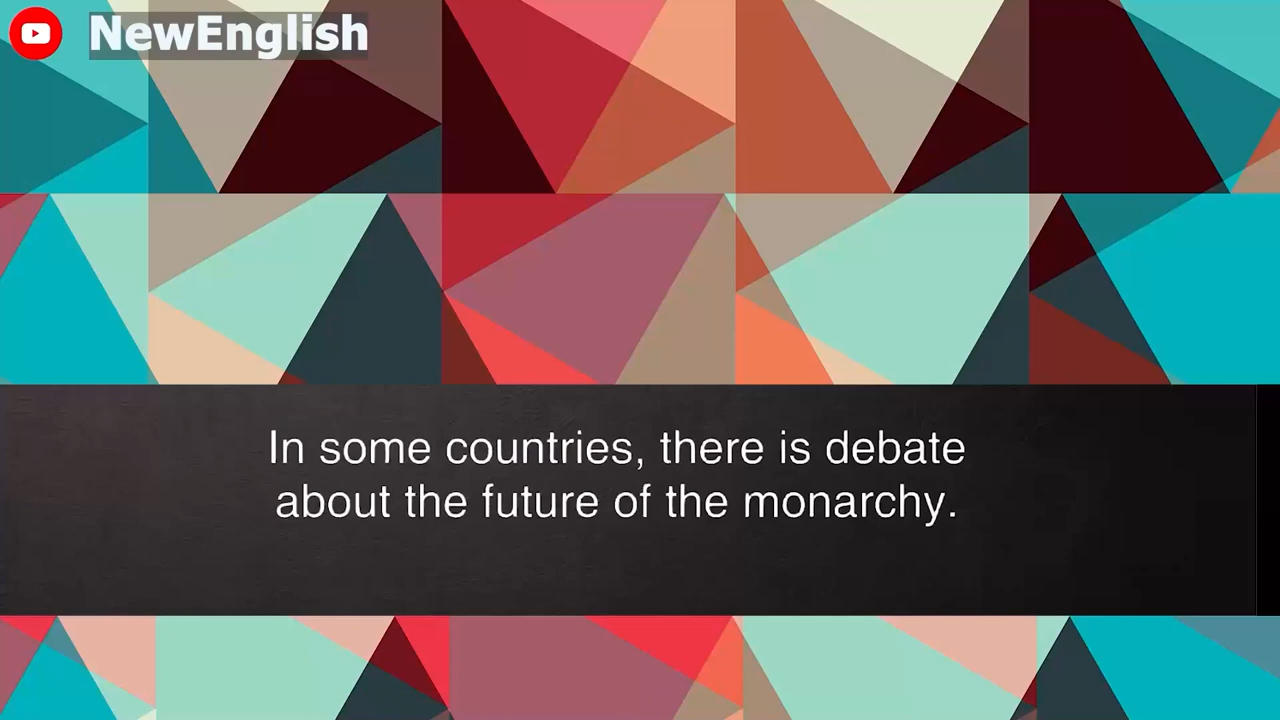 NewEnglish
In some countries, there is debate
about the future of the monarchy.